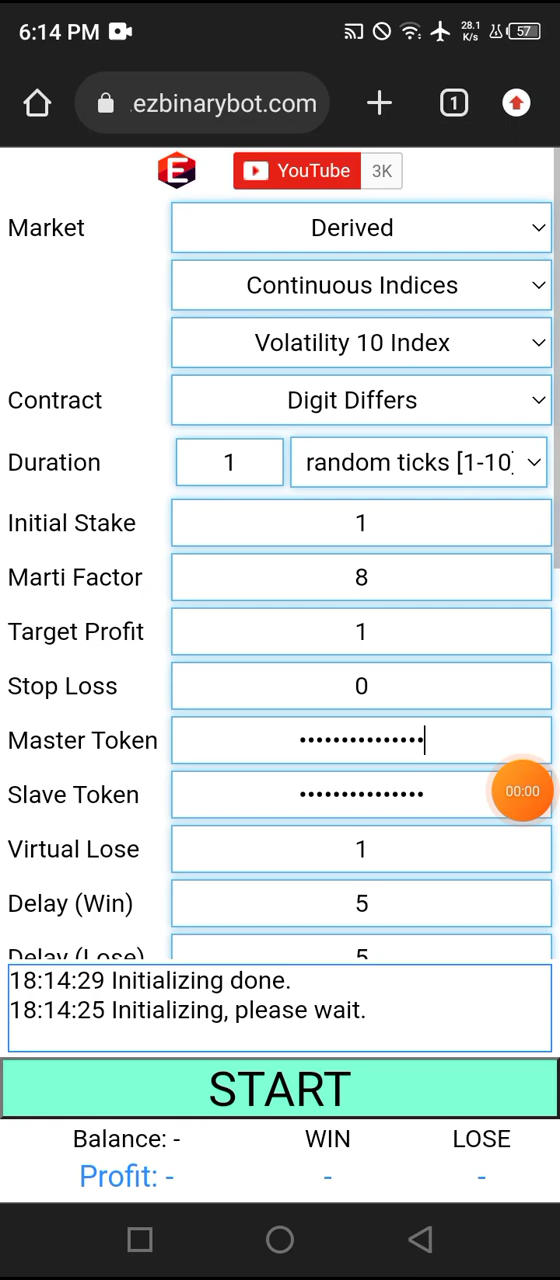 6:14 PM 28.1 K/s 57
.ezbinarybot.com + 1
E YouTube 3K
Market Derived
Continuous Indices
Volatility 10 Index
Contract Digit Differs
Duration 1 random ticks [1-10]
Initial Stake 1
Marti Factor 8
Target Profit 1
Stop Loss 0
Master Token •••••••••••••••
Slave Token ••••••••••••••• 00:00
Virtual Lose 1
Delay (Win) 5
Delay (Lose) 5
18:14:29 Initializing done.
18:14:25 Initializing, please wait.
START
Balance: - WIN LOSE
Profit: - - -